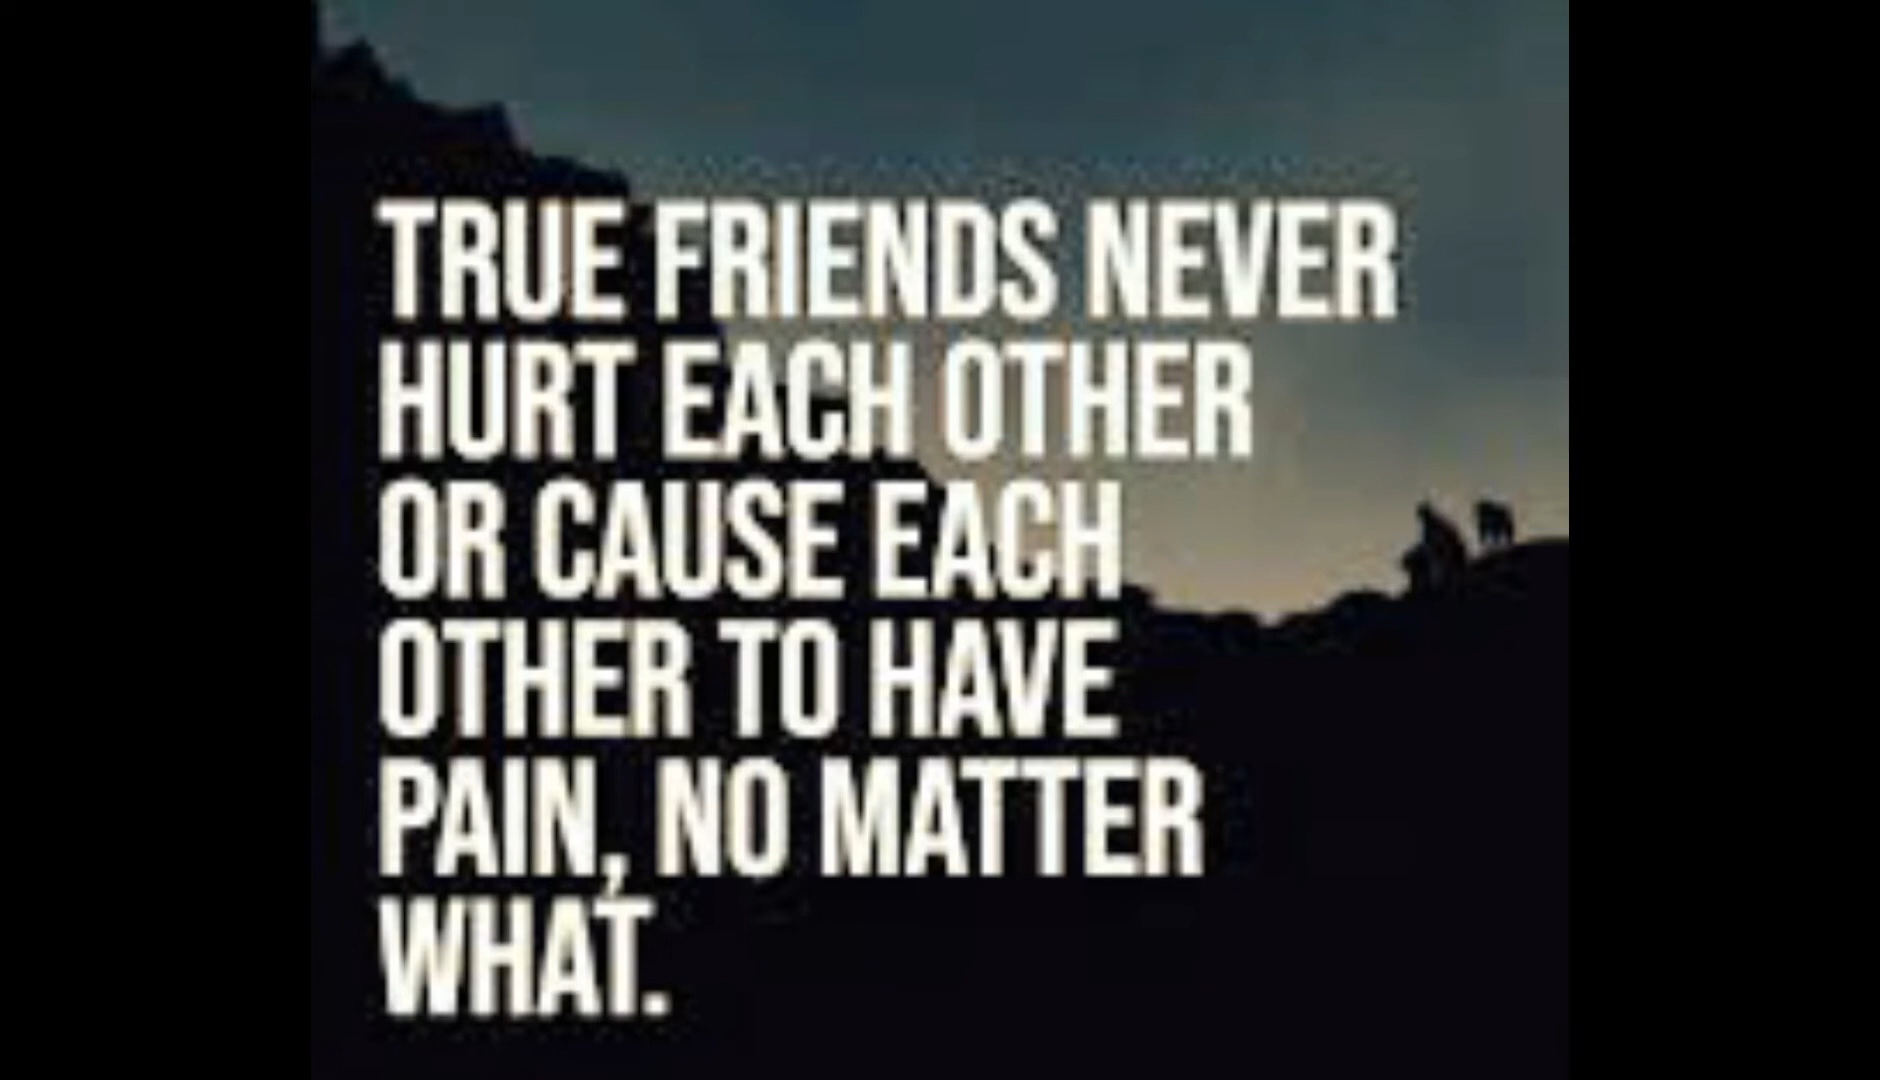 TRUE FRIENDS NEVER
HURT EACH OTHER
OR CAUSE EACH
OTHER TO HAVE
PAIN, NO MATTER
WHAT.